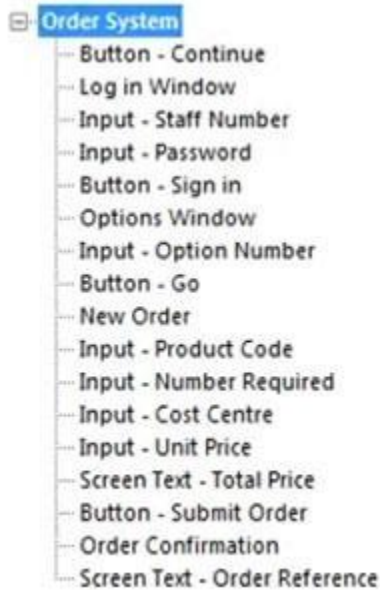 Order System
Button - Continue
Log in Window
Input - Staff Number
Input - Password
Button - Sign in
Options Window
Input - Option Number
Button - Go
New Order
Input - Product Code
Input - Number Required
Input - Cost Centre
Input - Unit Price
Screen Text - Total Price
Button - Submit Order
Order Confirmation
Screen Text - Order Reference